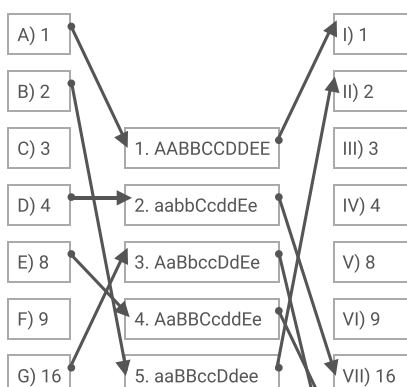 A) 1
B) 2
C) 3
D) 4
E) 8
F) 9
G) 16
1. AABBCCDDEE
2. aabbCcddEe
3. AaBbccDdEe
4. AaBBCcddEe
5. aaBBccDdee
I) 1
II) 2
III) 3
IV) 4
V) 8
VI) 9
VII) 16